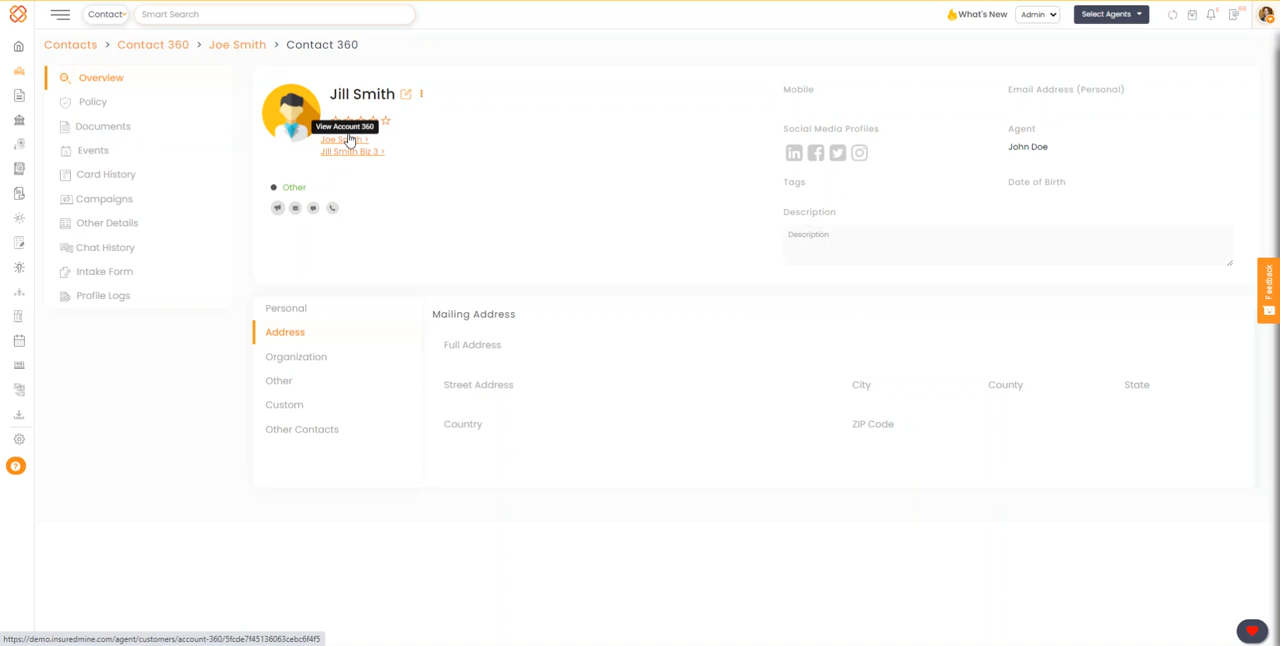 Contact
Smart Search
What's New
Admin
Select Agents
6
68
Contacts > Contact 360 > Joe Smith > Contact 360
Overview
Policy
Documents
Events
Card History
Campaigns
Other Details
Chat History
Intake Form
Profile Logs
Jill Smith
View Account 360
Joe Smith >
Jill Smith Biz 3 >
Other
Mobile
Email Address (Personal)
Social Media Profiles
Agent
John Doe
Tags
Date of Birth
Description
Description
Feedback
Personal
Address
Organization
Other
Custom
Other Contacts
Mailing Address
Full Address
Street Address
City
County
State
Country
ZIP Code
https://demo.insuredmine.com/agent/customers/account-360/5fcde7f45136063cebc6f4f5